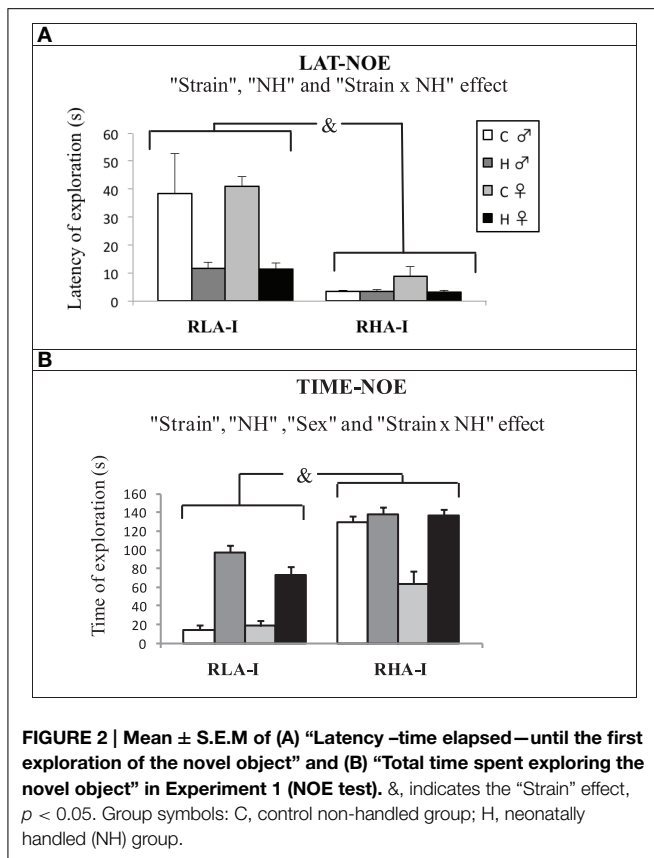 A
LAT-NOE
"Strain", "NH" and "Strain x NH" effect
Latency of exploration (s)
60
50
40
30
20
10
0
&
C ♂
H ♂
C ♀
H ♀
RLA-I
RHA-I
B
TIME-NOE
"Strain", "NH" ,"Sex" and "Strain x NH" effect
Time of exploration (s)
160
140
120
100
80
60
40
20
0
&
RLA-I
RHA-I
FIGURE 2 | Mean ± S.E.M of (A) “Latency –time elapsed—until the first
exploration of the novel object” and (B) “Total time spent exploring the
novel object” in Experiment 1 (NOE test). &, indicates the “Strain” effect,
p < 0.05. Group symbols: C, control non-handled group; H, neonatally
handled (NH) group.